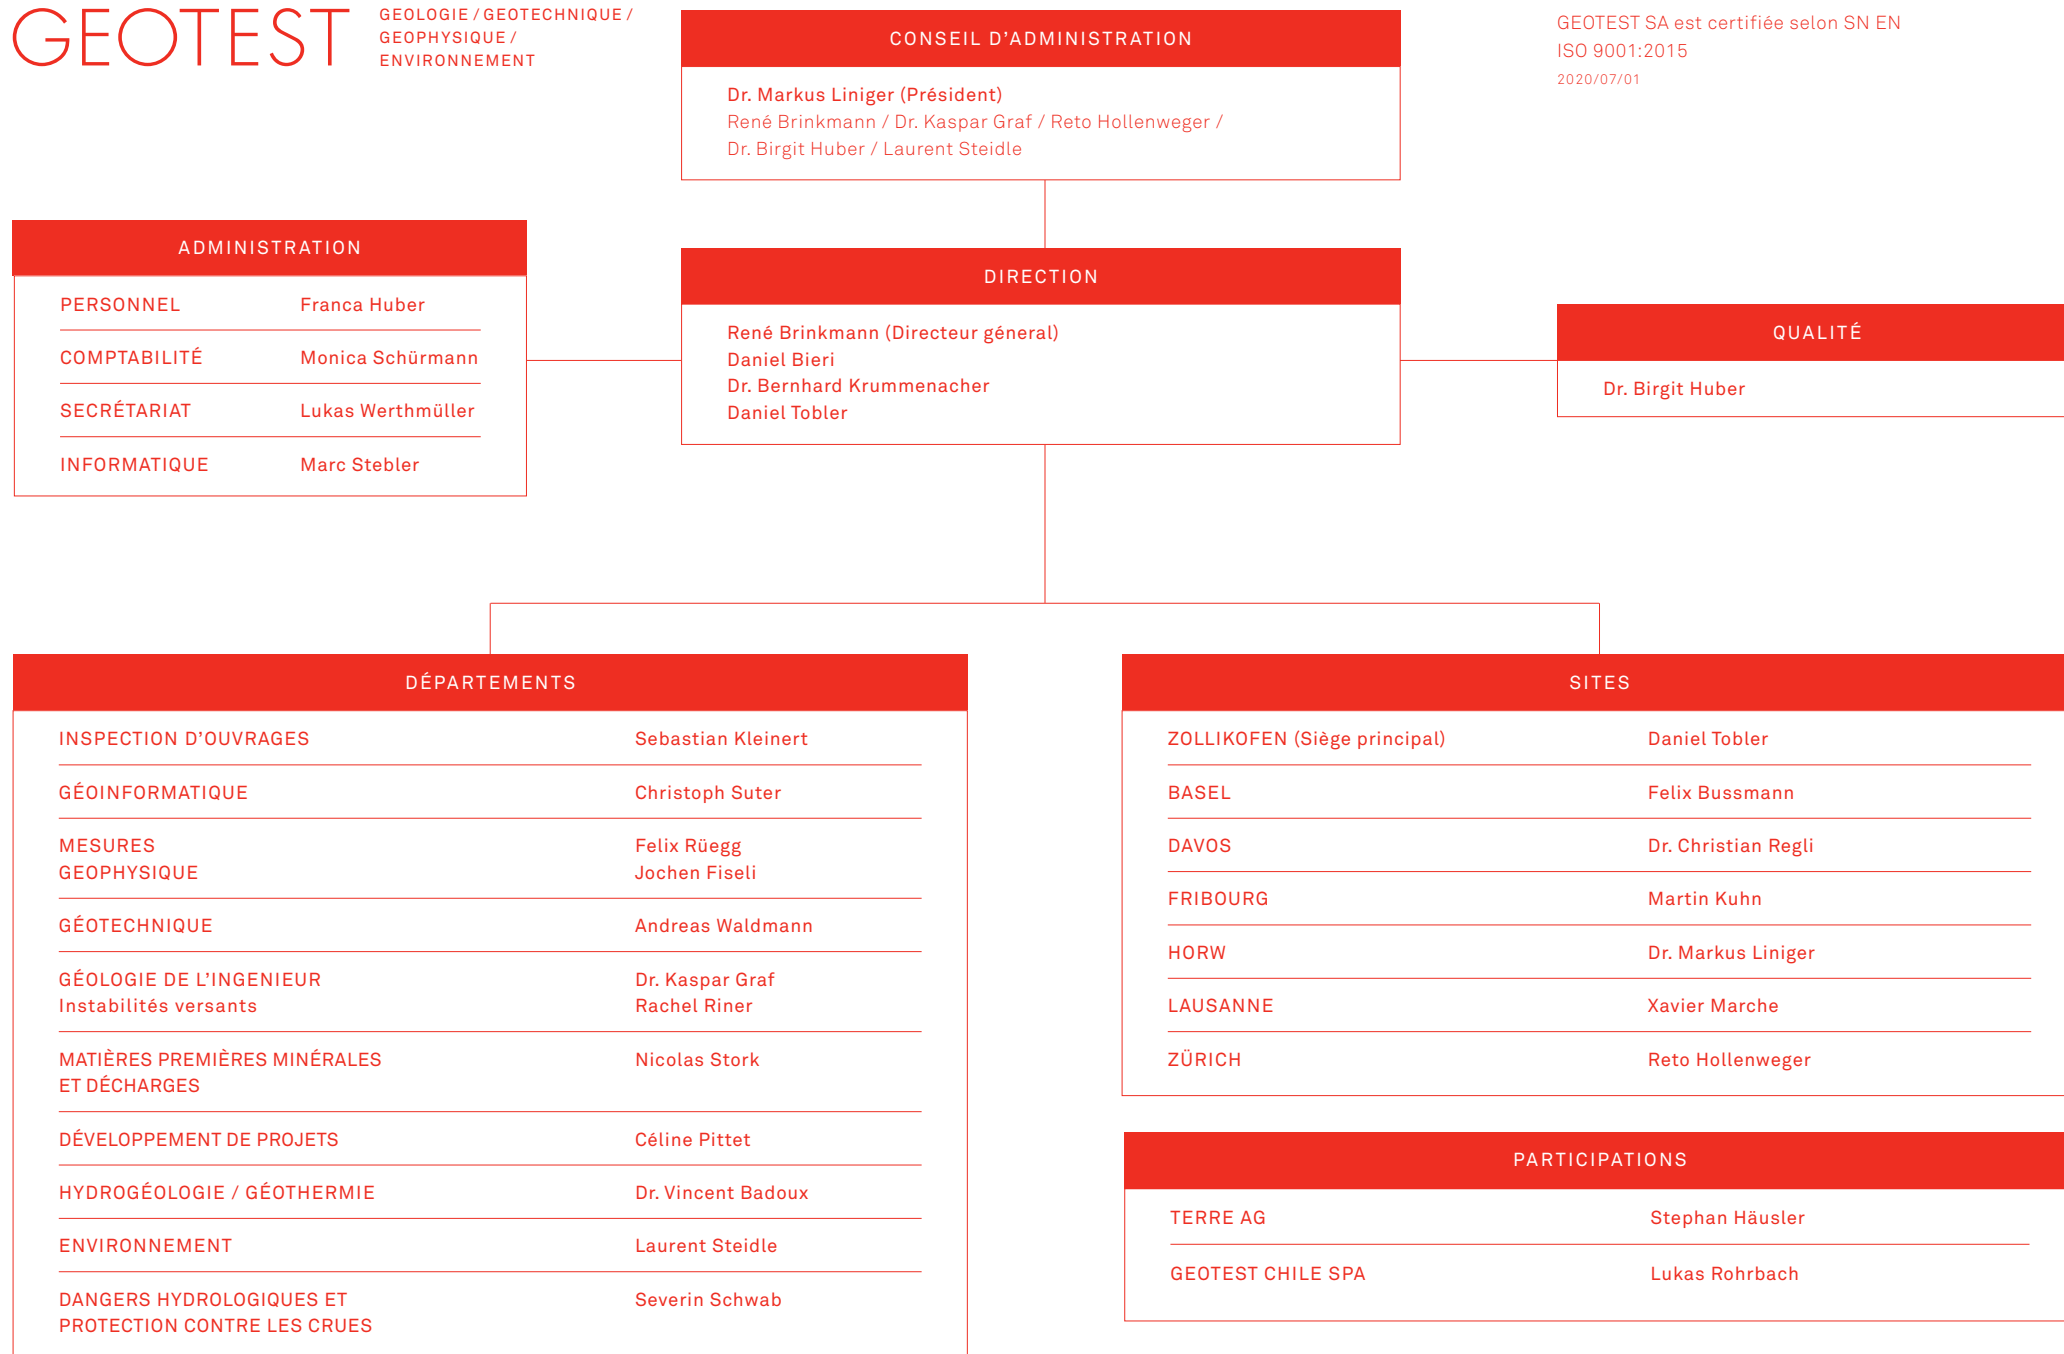 GEOTEST
GEOLOGIE / GEOTECHNIQUE /
GEOPHYSIQUE /
ENVIRONNEMENT
CONSEIL D’ADMINISTRATION
Dr. Markus Liniger (Président)
René Brinkmann / Dr. Kaspar Graf / Reto Hollenweger /
Dr. Birgit Huber / Laurent Steidle
GEOTEST SA est certifiée selon SN EN
ISO 9001:2015
2020/07/01
ADMINISTRATION
PERSONNEL Franca Huber
COMPTABILITÉ Monica Schürmann
SECRÉTARIAT Lukas Werthmüller
INFORMATIQUE Marc Stebler
DIRECTION
René Brinkmann (Directeur géneral)
Daniel Bieri
Dr. Bernhard Krummenacher
Daniel Tobler
QUALITÉ
Dr. Birgit Huber
DÉPARTEMENTS
INSPECTION D’OUVRAGES Sebastian Kleinert
GÉOINFORMATIQUE Christoph Suter
MESURES Felix Rüegg
GEOPHYSIQUE Jochen Fiseli
GÉOTECHNIQUE Andreas Waldmann
GÉOLOGIE DE L’INGENIEUR Dr. Kaspar Graf
Instabilités versants Rachel Riner
MATIÈRES PREMIÈRES MINÉRALES Nicolas Stork
ET DÉCHARGES
DÉVELOPPEMENT DE PROJETS Céline Pittet
HYDROGÉOLOGIE / GÉOTHERMIE Dr. Vincent Badoux
ENVIRONNEMENT Laurent Steidle
DANGERS HYDROLOGIQUES ET Severin Schwab
PROTECTION CONTRE LES CRUES
SITES
ZOLLIKOFEN (Siège principal) Daniel Tobler
BASEL Felix Bussmann
DAVOS Dr. Christian Regli
FRIBOURG Martin Kuhn
HORW Dr. Markus Liniger
LAUSANNE Xavier Marche
ZÜRICH Reto Hollenweger
PARTICIPATIONS
TERRE AG Stephan Häusler
GEOTEST CHILE SPA Lukas Rohrbach